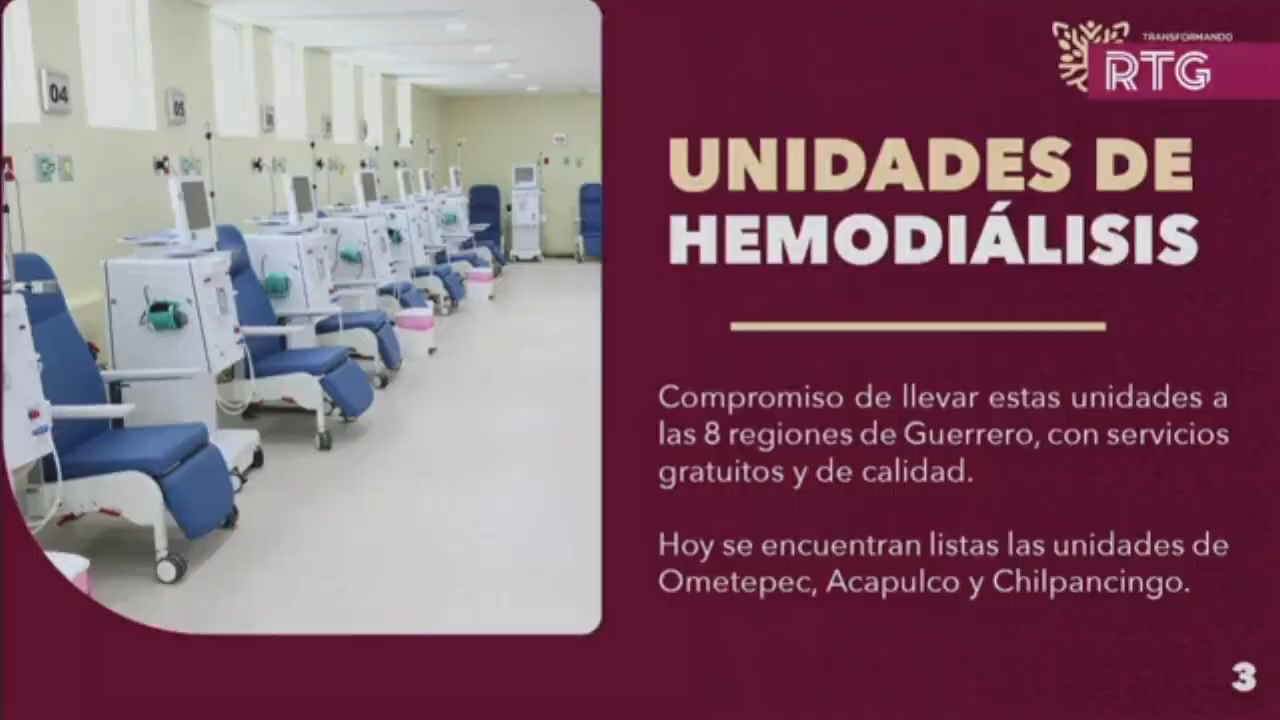 04
05
TRANSFORMANDO
RTG
UNIDADES DE
HEMODIÁLISIS
Compromiso de llevar estas unidades a
las 8 regiones de Guerrero, con servicios
gratuitos y de calidad.
Hoy se encuentran listas las unidades de
Ometepec, Acapulco y Chilpancingo.
3